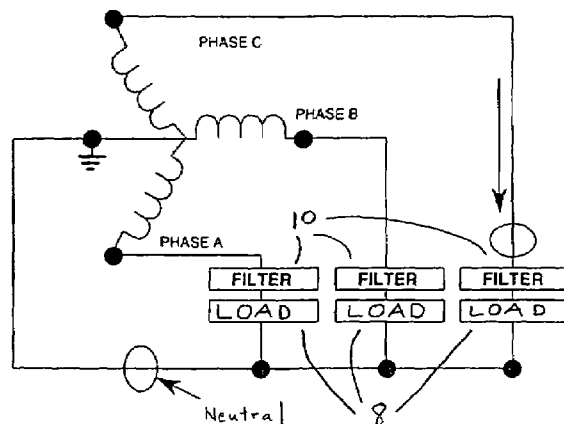 PHASE C
PHASE B
10
PHASE A
FILTER FILTER FILTER
LOAD LOAD LOAD
Neutral 8